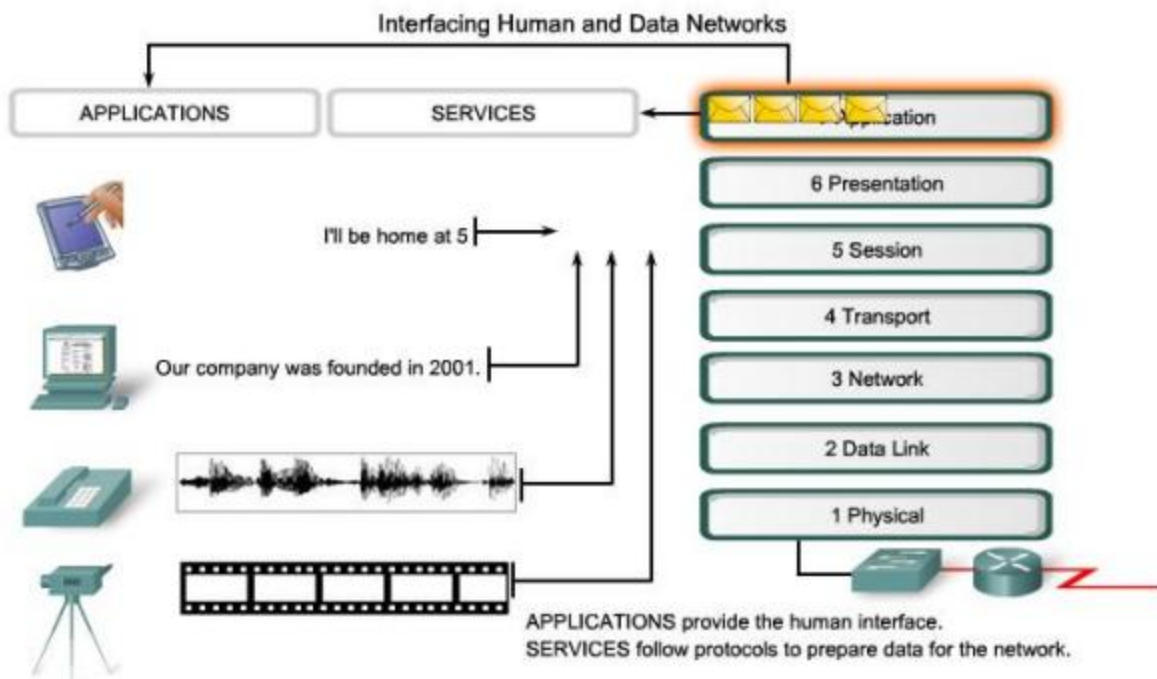 Interfacing Human and Data Networks
APPLICATIONS
SERVICES
Application
6 Presentation
I'll be home at 5
5 Session
4 Transport
Our company was founded in 2001.
3 Network
2 Data Link
1 Physical
APPLICATIONS provide the human interface.
SERVICES follow protocols to prepare data for the network.